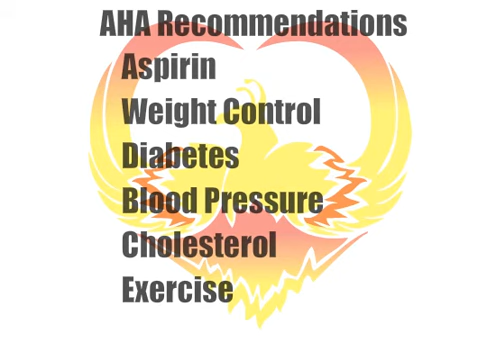 AHA Recommendations
Aspirin
Weight Control
Diabetes
Blood Pressure
Cholesterol
Exercise